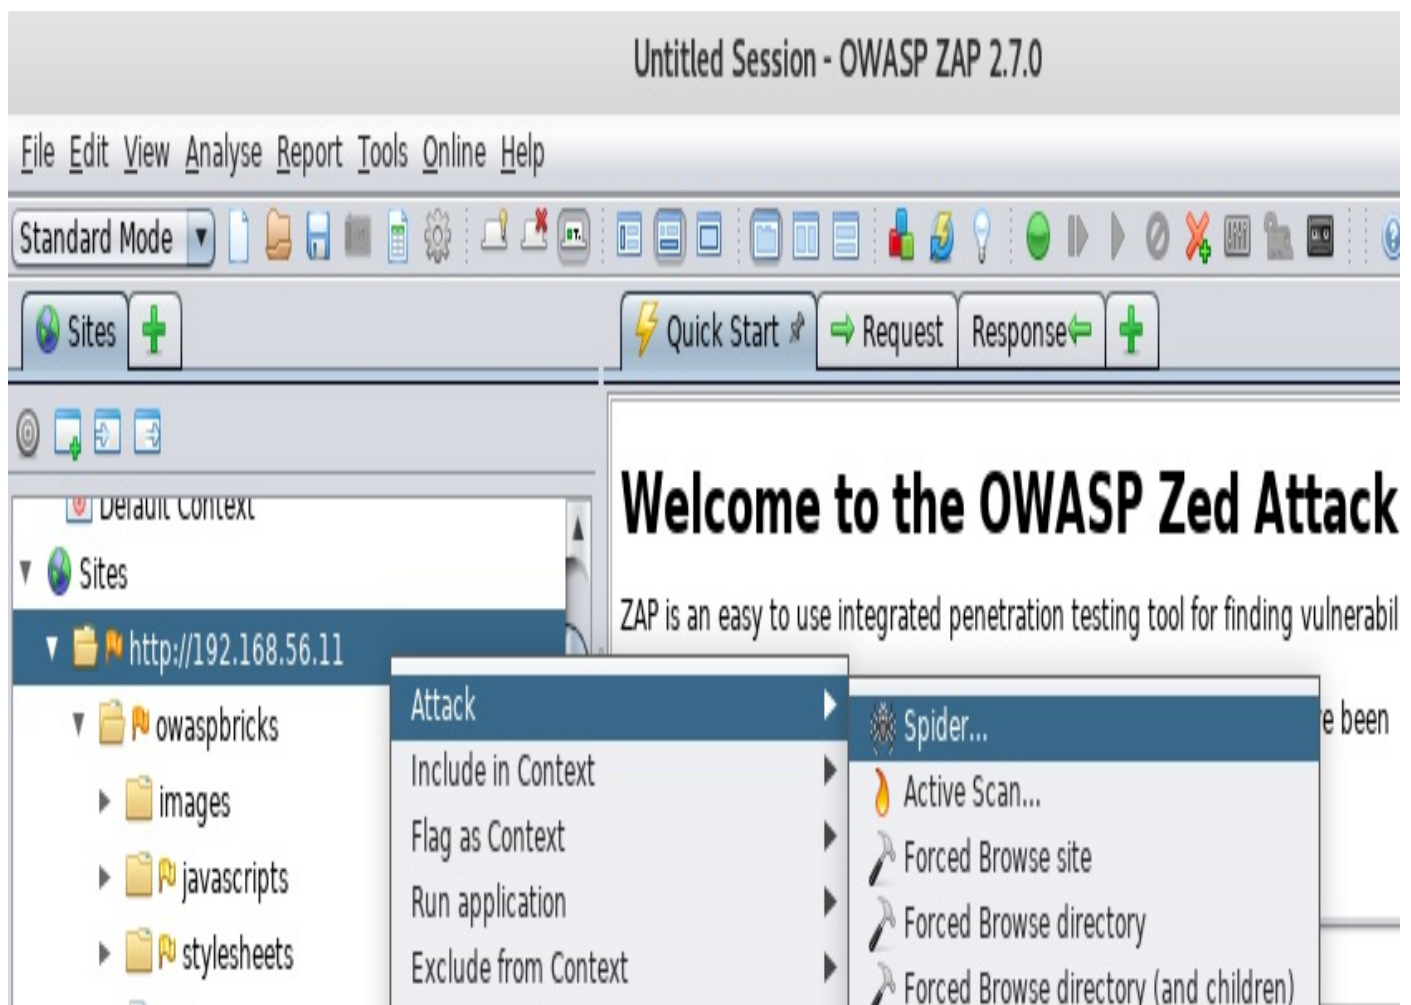 Untitled Session - OWASP ZAP 2.7.0
File Edit View Analyse Report Tools Online Help
Standard Mode
Sites
Quick Start
Request
Response
Default Context
Sites
http://192.168.56.11
owaspbricks
images
javascripts
stylesheets
Welcome to the OWASP Zed Attack
ZAP is an easy to use integrated penetration testing tool for finding vulnerabil
e been
Attack
Include in Context
Flag as Context
Run application
Exclude from Context
Spider...
Active Scan...
Forced Browse site
Forced Browse directory
Forced Browse directory (and children)